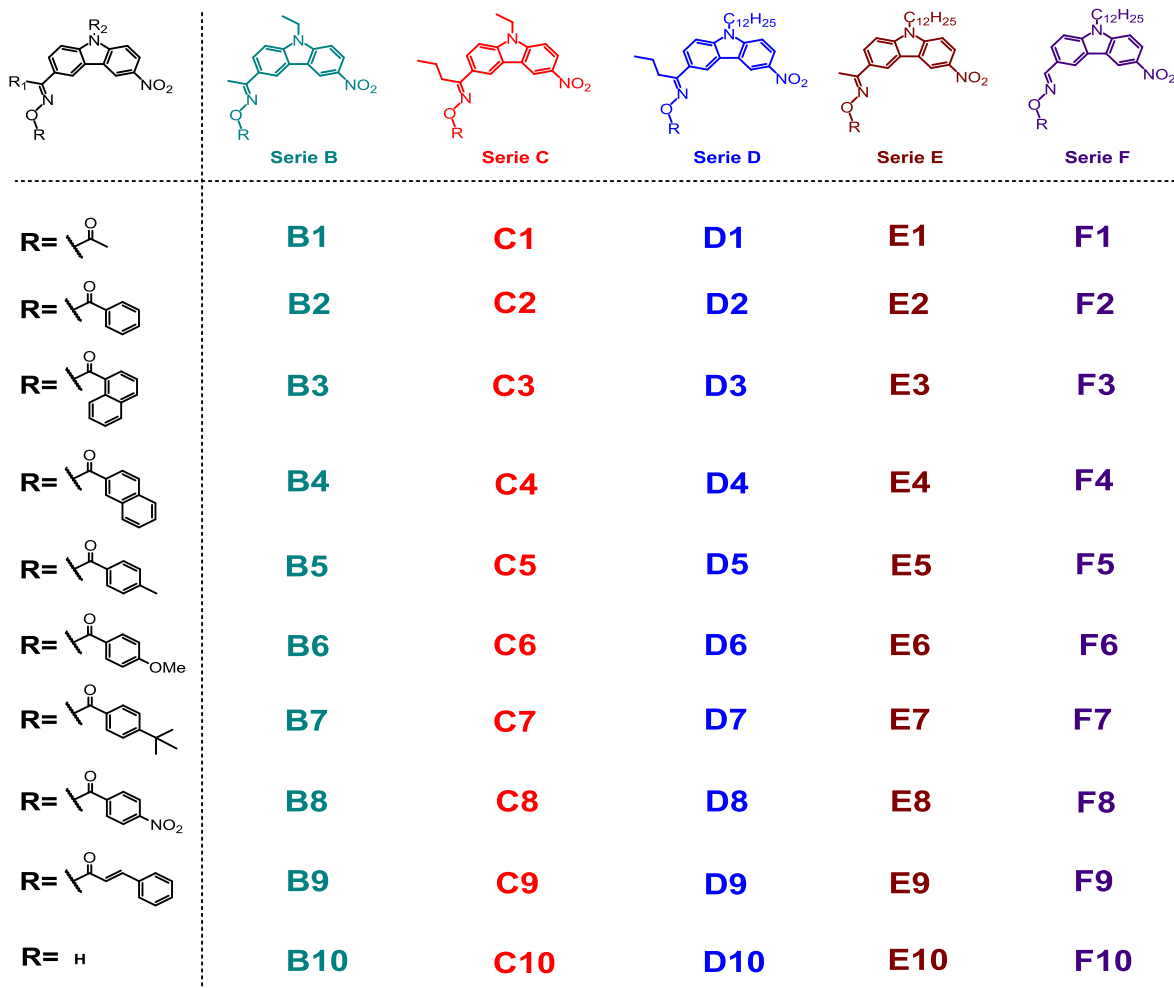 R2 N R1 N O R NO2
N N O R NO2
N N O R NO2
C12H25 N N O R NO2
C12H25 N N O R NO2
C12H25 N N O R NO2
Serie B Serie C Serie D Serie E Serie F
R= O B1 C1 D1 E1 F1
R= O B2 C2 D2 E2 F2
R= O B3 C3 D3 E3 F3
R= O B4 C4 D4 E4 F4
R= O B5 C5 D5 E5 F5
R= O OMe B6 C6 D6 E6 F6
R= O B7 C7 D7 E7 F7
R= O NO2 B8 C8 D8 E8 F8
R= O B9 C9 D9 E9 F9
R= H B10 C10 D10 E10 F10